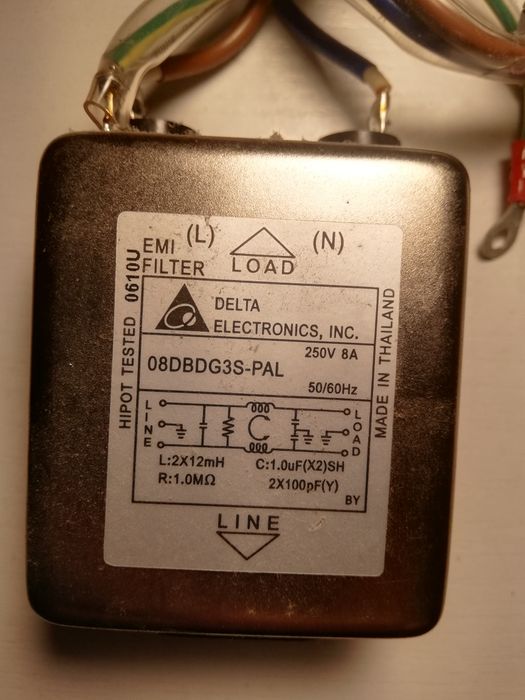 EMI (L) (N)
FILTER LOAD
DELTA
ELECTRONICS, INC.
250V 8A
08DBDG3S-PAL
50/60Hz
LINE
LOAD
L:2X12mH C:1.0uF(X2)SH
R:1.0MΩ 2X100pF(Y)
BY
LINE
HIPOT TESTED 0610U
MADE IN THAILAND